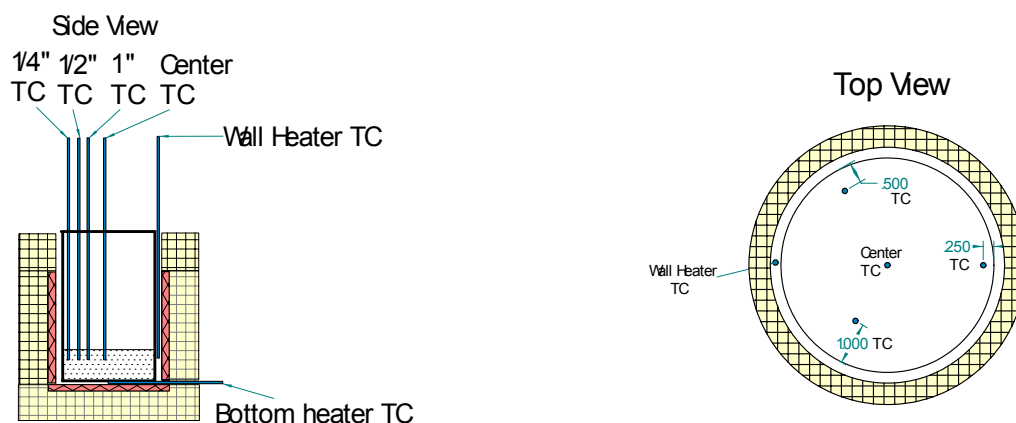 Side View
1/4" 1/2" 1" Center
TC TC TC TC
Wall Heater TC
Bottom heater TC
Top View
.500
TC
Center
TC
.250
TC
Wall Heater
TC
1.000 TC